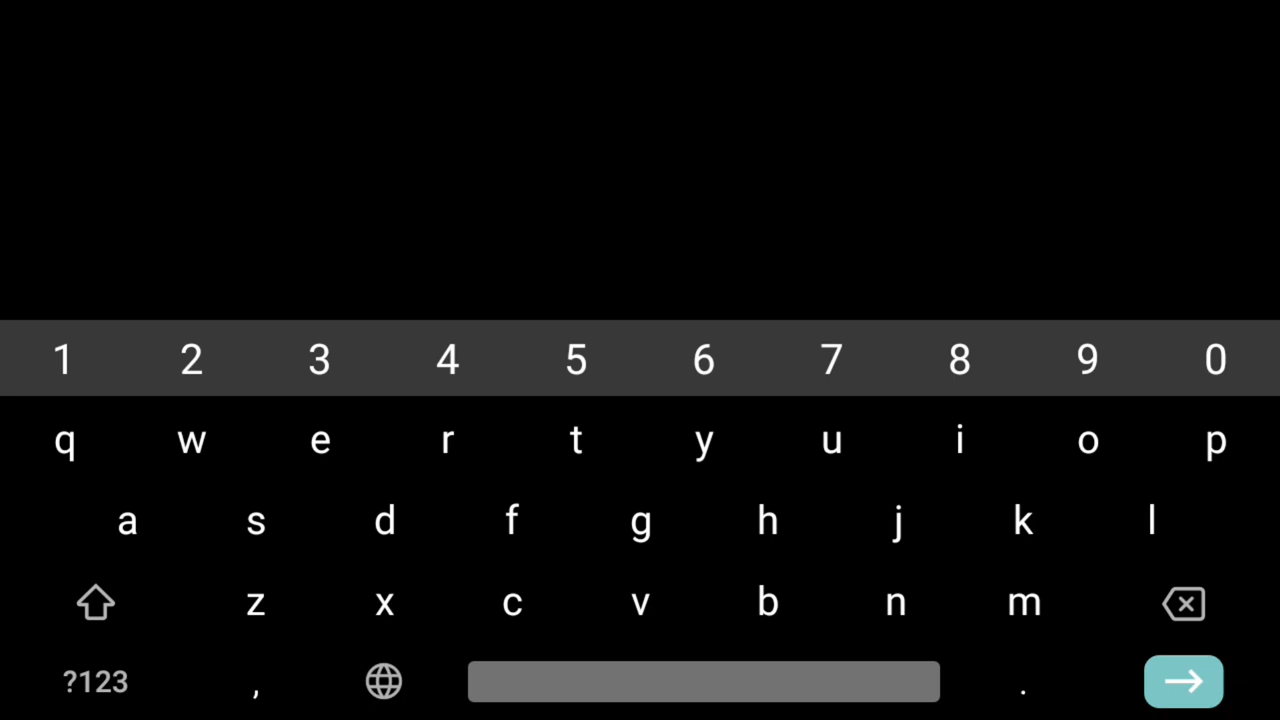 1 2 3 4 5 6 7 8 9 0
q w e r t y u i o p
a s d f g h j k l
z x c v b n m
?123 , .